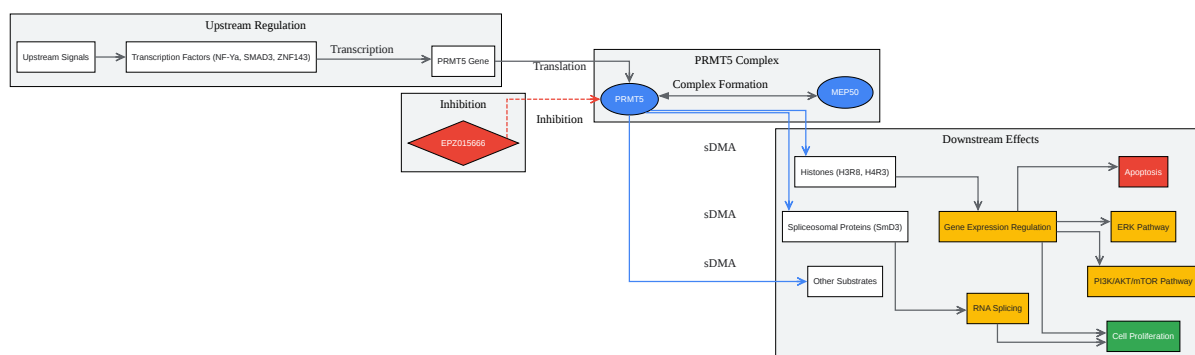 Upstream Regulation
Upstream Signals
Transcription Factors (NF-Ya, SMAD3, ZNF143)
Transcription
PRMT5 Gene
Translation
PRMT5 Complex
PRMT5
Complex Formation
MEP50
Inhibition
EPZ015666
Inhibition
Downstream Effects
sDMA
Histones (H3R8, H4R3)
Apoptosis
sDMA
Spliceosomal Proteins (SmD3)
Gene Expression Regulation
ERK Pathway
sDMA
Other Substrates
PI3K/AKT/mTOR Pathway
RNA Splicing
Cell Proliferation